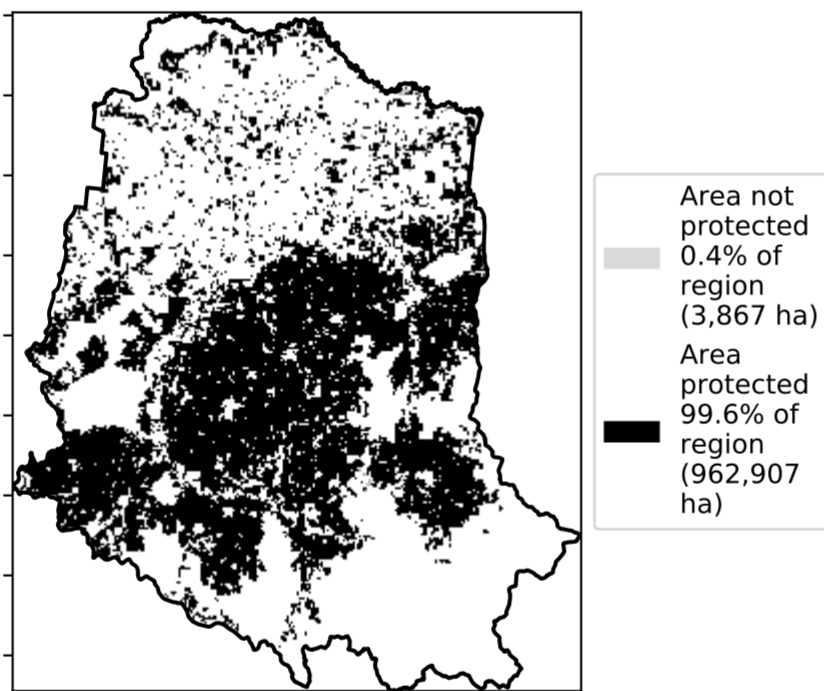 Area not
protected
0.4% of
region
(3,867 ha)
Area
protected
99.6% of
region
(962,907
ha)